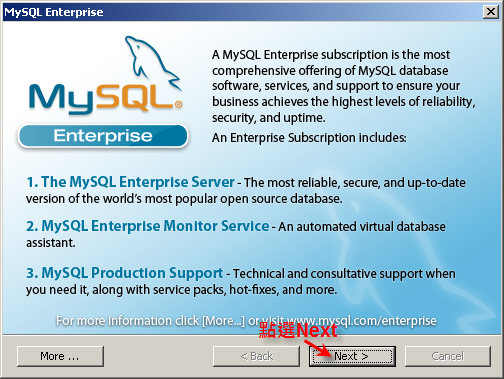 MySQL Enterprise
MySQL®
Enterprise
A MySQL Enterprise subscription is the most
comprehensive offering of MySQL database
software, services, and support to ensure your
business achieves the highest levels of reliability,
security, and uptime.
An Enterprise Subscription includes:
1. The MySQL Enterprise Server - The most reliable, secure, and up-to-date
version of the world's most popular open source database.
2. MySQL Enterprise Monitor Service - An automated virtual database
assistant.
3. MySQL Production Support - Technical and consultative support when
you need it, along with service packs, hot-fixes, and more.
For more information click [More...] or visit www.mysql.com/enterprise
點選Next
More ...
< Back
Next >
Cancel